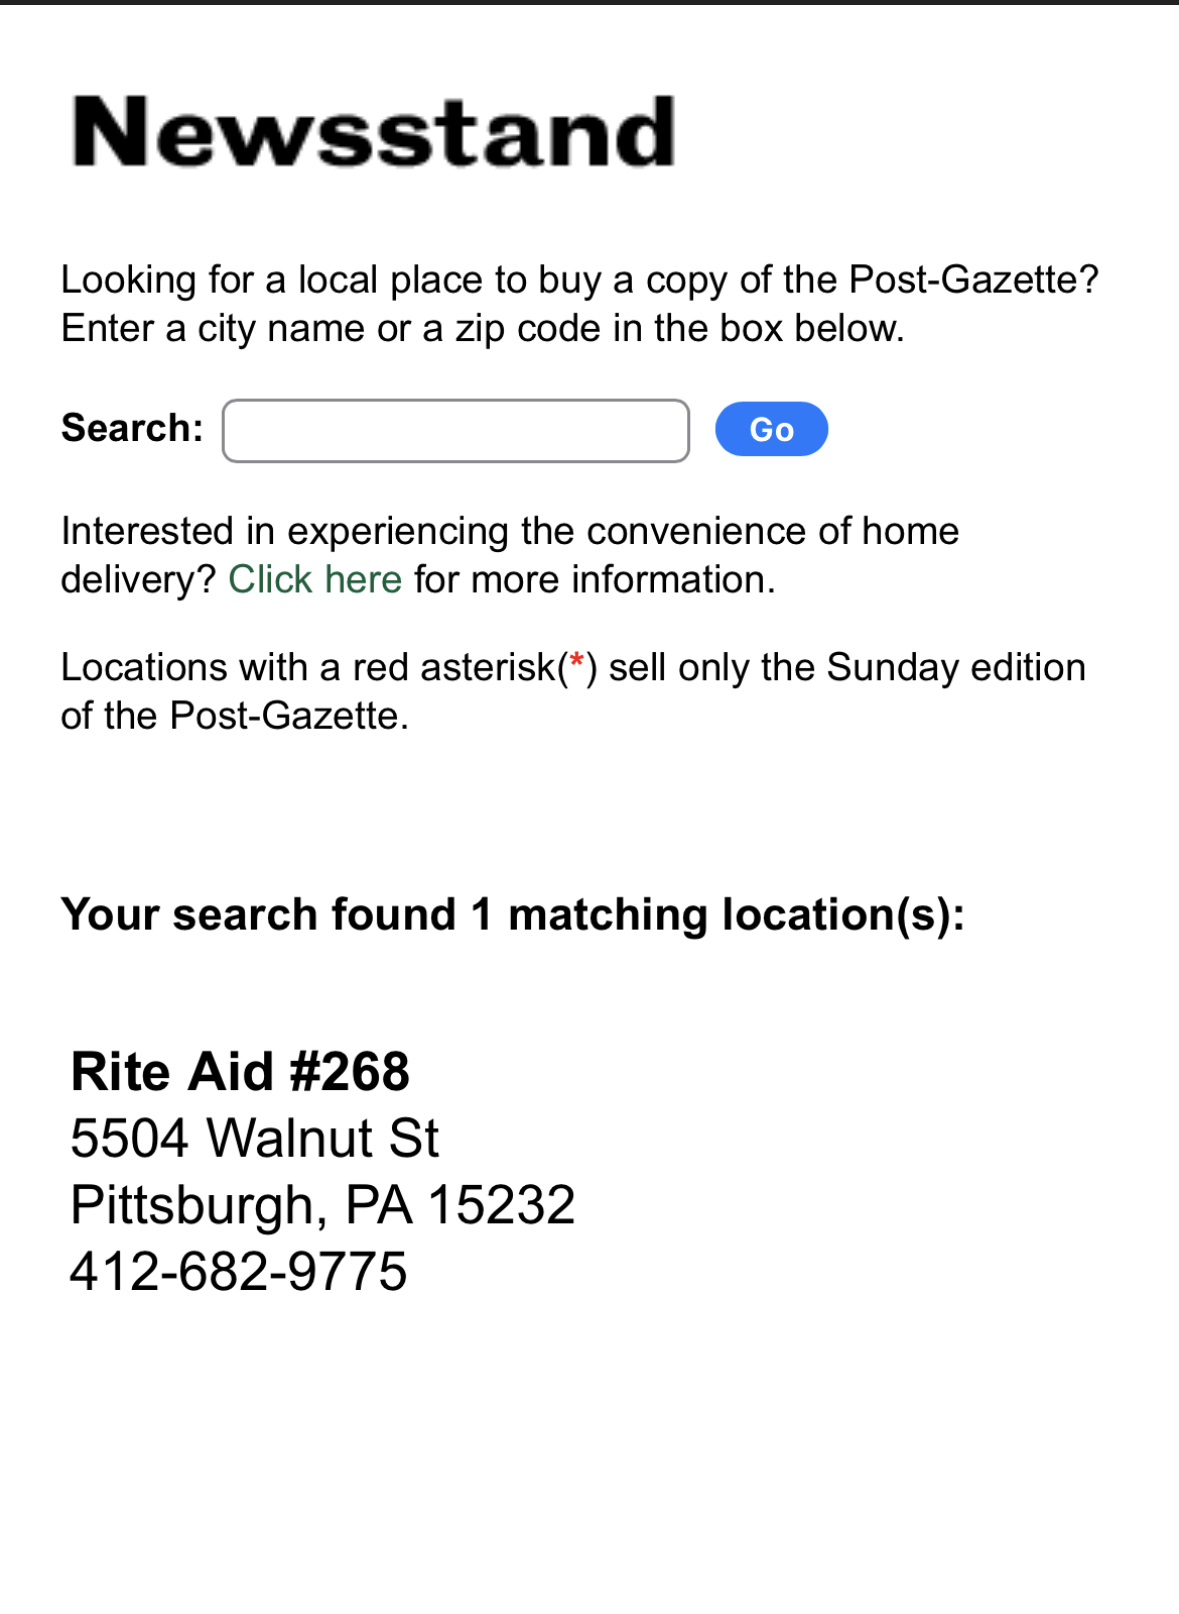 Newsstand
Looking for a local place to buy a copy of the Post-Gazette?
Enter a city name or a zip code in the box below.
Search: Go
Interested in experiencing the convenience of home
delivery? Click here for more information.
Locations with a red asterisk(*) sell only the Sunday edition
of the Post-Gazette.
Your search found 1 matching location(s):
Rite Aid #268
5504 Walnut St
Pittsburgh, PA 15232
412-682-9775